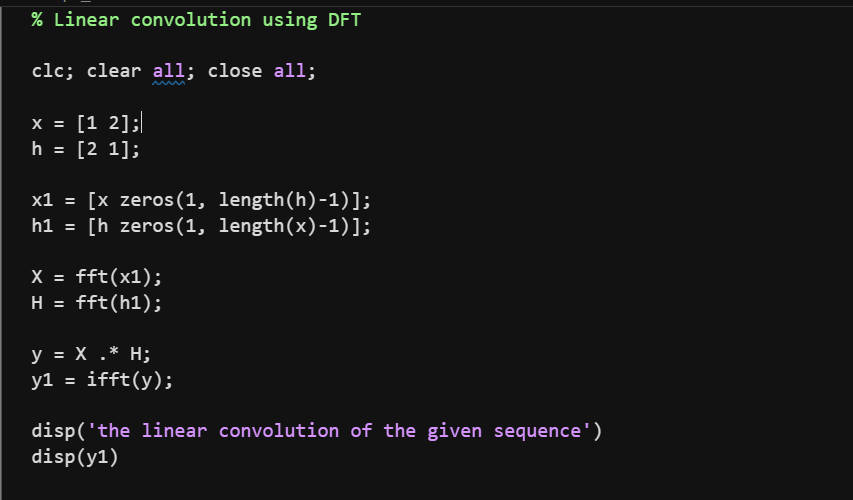 % Linear convolution using DFT
clc; clear all; close all;
x = [1 2];
h = [2 1];
x1 = [x zeros(1, length(h)-1)];
h1 = [h zeros(1, length(x)-1)];
X = fft(x1);
H = fft(h1);
y = X .* H;
y1 = ifft(y);
disp('the linear convolution of the given sequence')
disp(y1)